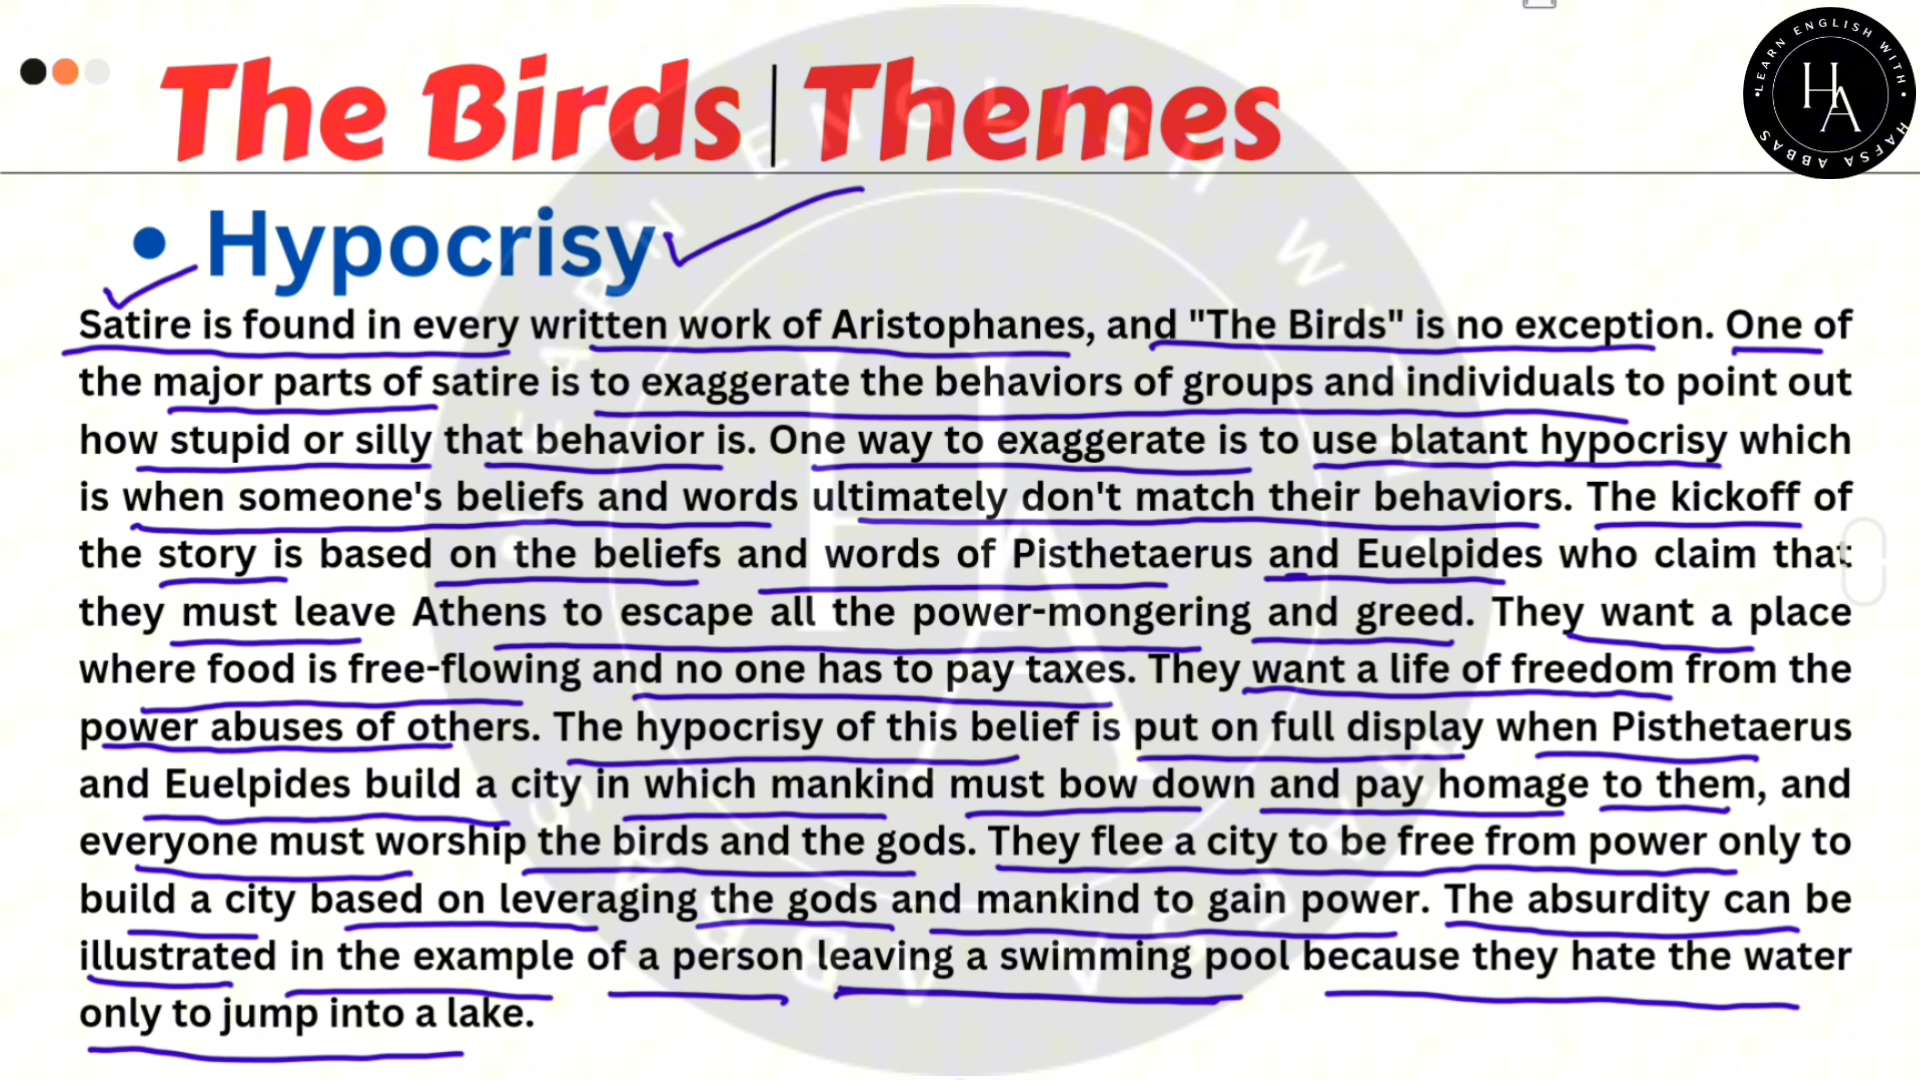 The Birds | Themes
LEARN ENGLISH WITH
HA
HAFSA ABBAS
• Hypocrisy
Satire is found in every written work of Aristophanes, and "The Birds" is no exception. One of
the major parts of satire is to exaggerate the behaviors of groups and individuals to point out
how stupid or silly that behavior is. One way to exaggerate is to use blatant hypocrisy which
is when someone's beliefs and words ultimately don't match their behaviors. The kickoff of
the story is based on the beliefs and words of Pisthetaerus and Euelpides who claim that
they must leave Athens to escape all the power-mongering and greed. They want a place
where food is free-flowing and no one has to pay taxes. They want a life of freedom from the
power abuses of others. The hypocrisy of this belief is put on full display when Pisthetaerus
and Euelpides build a city in which mankind must bow down and pay homage to them, and
everyone must worship the birds and the gods. They flee a city to be free from power only to
build a city based on leveraging the gods and mankind to gain power. The absurdity can be
illustrated in the example of a person leaving a swimming pool because they hate the water
only to jump into a lake.